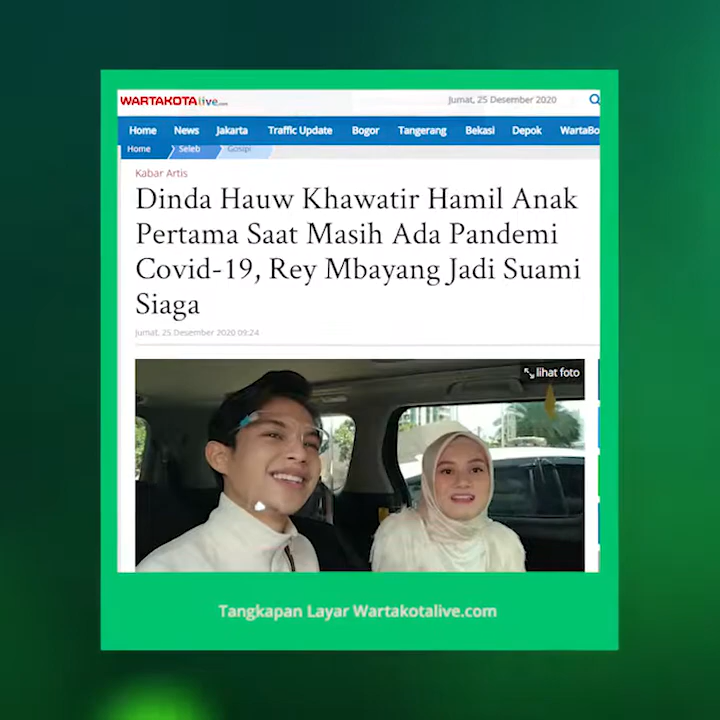 WARTAKOTAlive.com
Jumat, 25 Desember 2020
Home News Jakarta Traffic Update Bogor Tangerang Bekasi Depok WartaBo
Home Seleb Gosip
Kabar Artis
Dinda Hauw Khawatir Hamil Anak
Pertama Saat Masih Ada Pandemi
Covid-19, Rey Mbayang Jadi Suami
Siaga
Jumat, 25 Desember 2020 09:24
lihat foto
Tangkapan Layar Wartakotalive.com